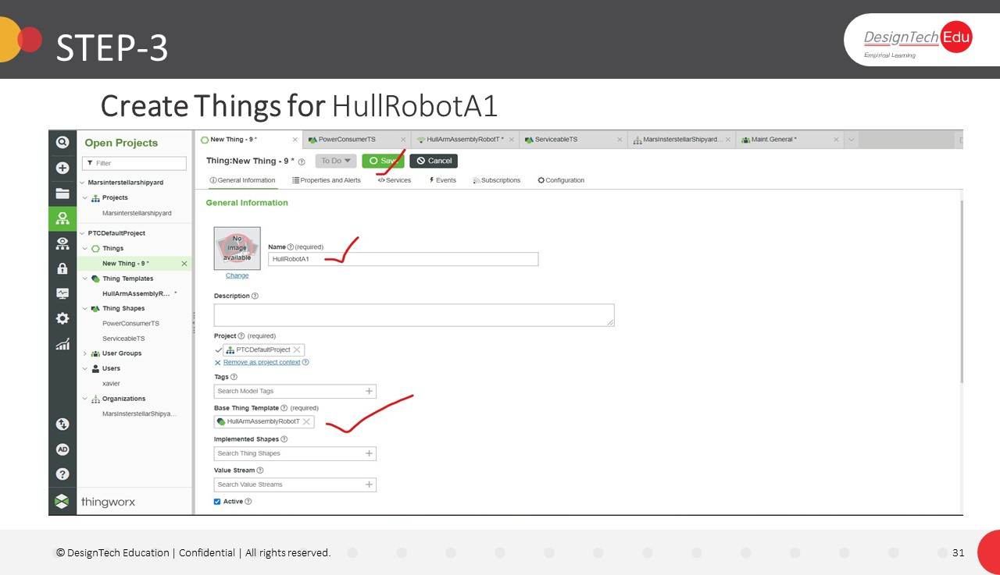 STEP-3
DesignTech Edu
Empirical Learning
Create Things for HullRobotA1
Open Projects
Filter
Marsinterstellarshipyard
Projects
Marsinterstellarshipyard
PTCDefaultProject
Things
New Thing - 9 *
Thing Templates
HullArmAssemblyR... *
Thing Shapes
PowerConsumerTS
ServiceableTS
User Groups
Users
xavier
Organizations
MarsInsterstellarShipya...
AD
thingworx
New Thing - 9 *
PowerConsumerTS
HullArmAssemblyRobotT *
ServiceableTS
MarsInsterstellarShipyard...
Maint.General *
Thing:New Thing - 9 * To Do Save Cancel
General Information Properties and Alerts Services Events Subscriptions Configuration
General Information
No image available
Change
Name (required)
HullRobotA1
Description
Project (required)
PTCDefaultProject
Remove as project context
Tags
Search Model Tags
Base Thing Template (required)
HullArmAssemblyRobotT
Implemented Shapes
Search Thing Shapes
Value Stream
Search Value Streams
Active
© DesignTech Education | Confidential | All rights reserved.
31